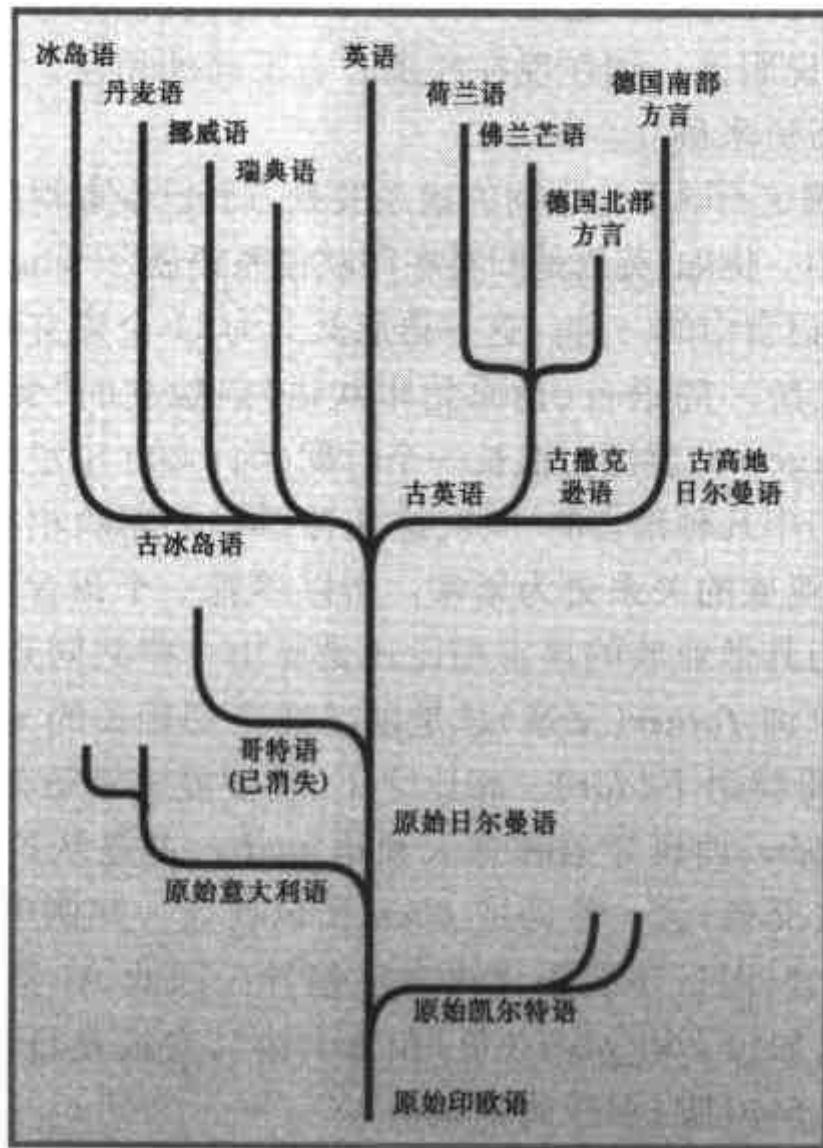 冰岛语
丹麦语
挪威语
瑞典语
英语
荷兰语
佛兰芒语
德国北部
方言
德国南部
方言
古冰岛语
古英语
古撒克
逊语
古高地
日尔曼语
哥特语
(已消失)
原始日尔曼语
原始意大利语
原始凯尔特语
原始印欧语